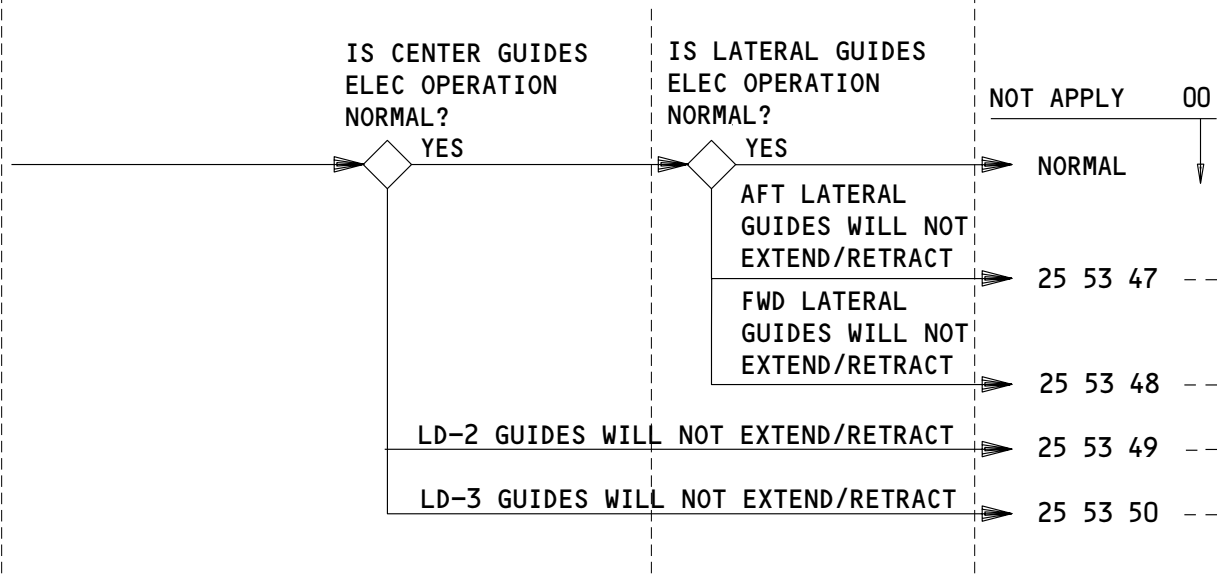 IS CENTER GUIDES
ELEC OPERATION
NORMAL?
YES
IS LATERAL GUIDES
ELEC OPERATION
NORMAL?
YES
NOT APPLY 00
NORMAL
AFT LATERAL
GUIDES WILL NOT
EXTEND/RETRACT
25 53 47 --
FWD LATERAL
GUIDES WILL NOT
EXTEND/RETRACT
25 53 48 --
LD-2 GUIDES WILL NOT EXTEND/RETRACT
25 53 49 --
LD-3 GUIDES WILL NOT EXTEND/RETRACT
25 53 50 --